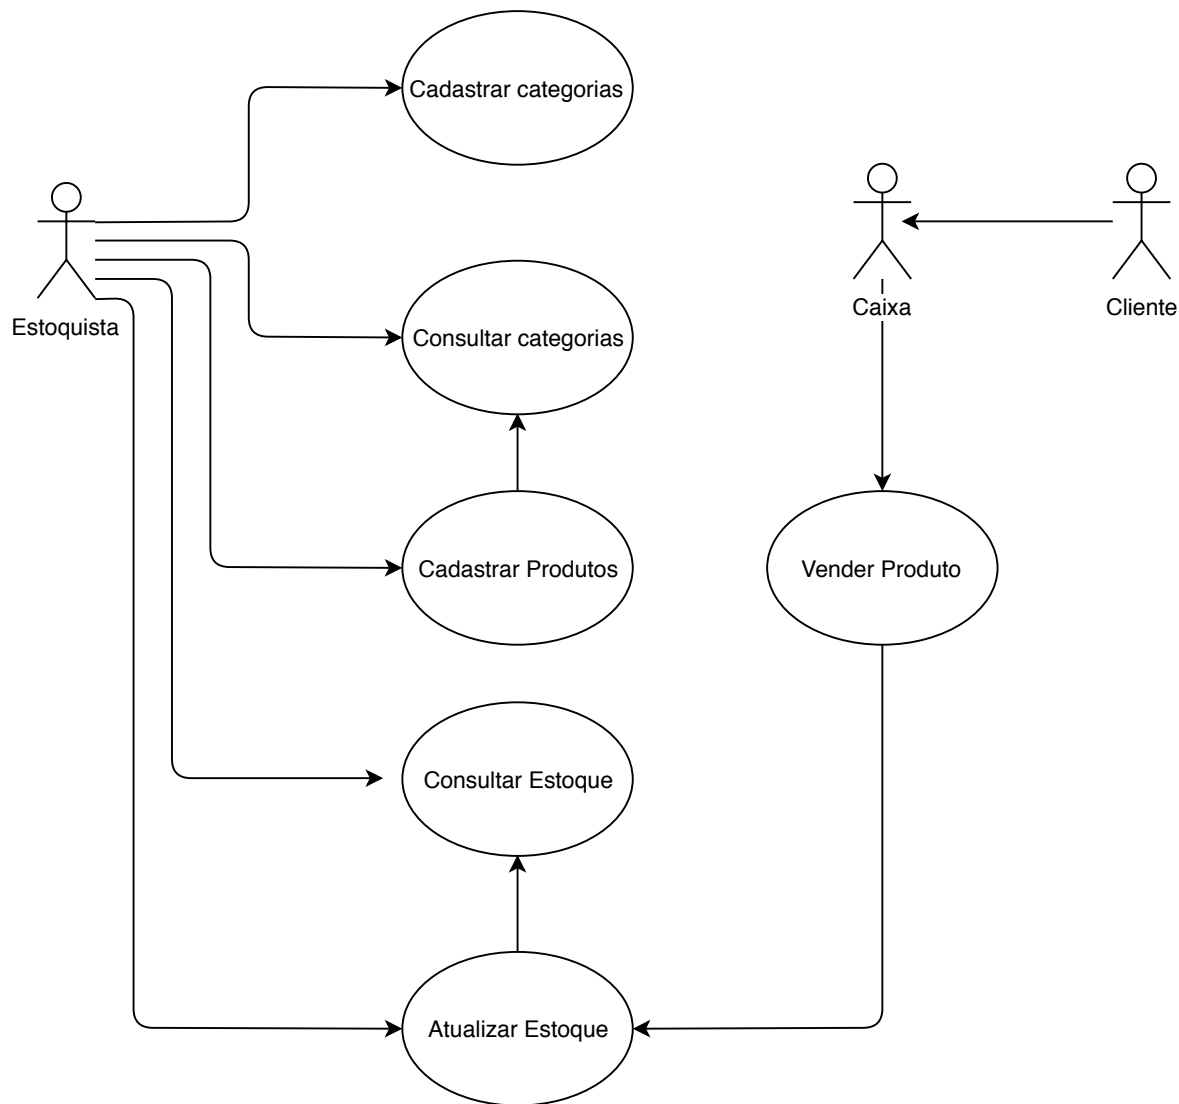 Cadastrar categorias
Estoquista
Caixa
Cliente
Consultar categorias
Cadastrar Produtos
Vender Produto
Consultar Estoque
Atualizar Estoque